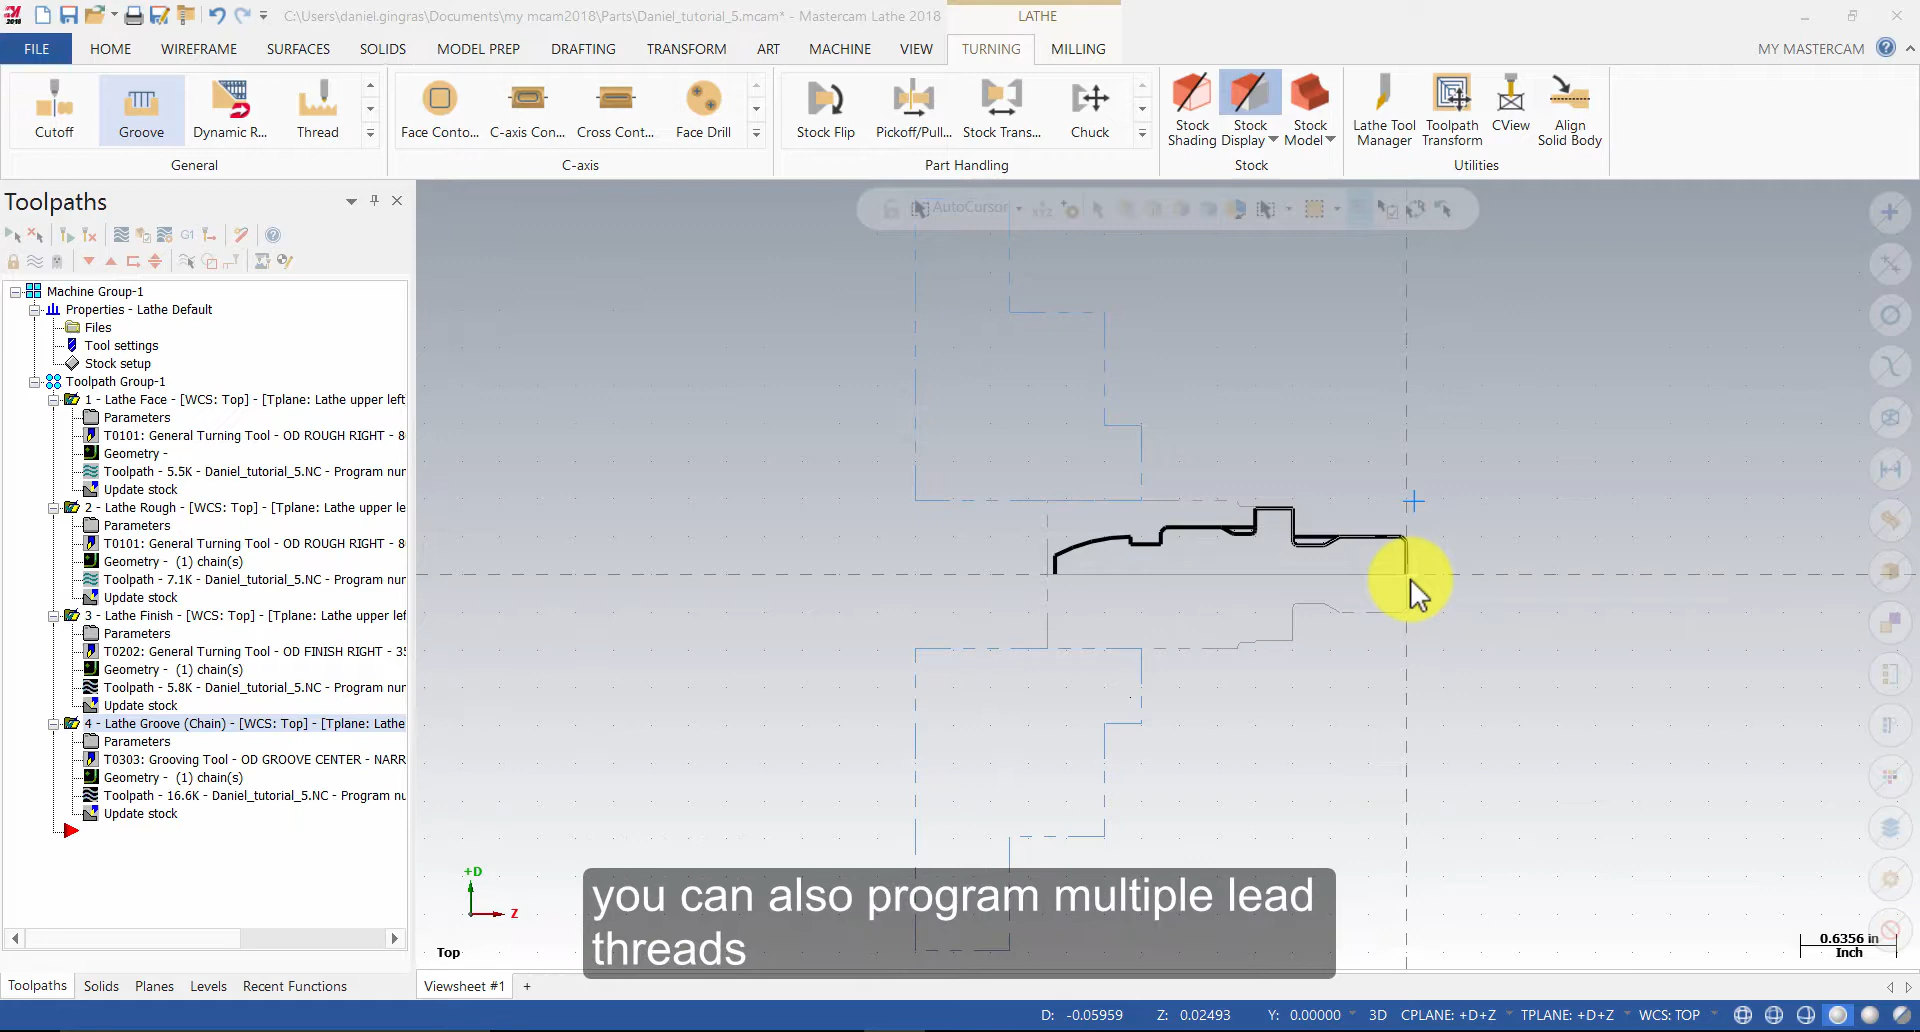 C:\Users\daniel.gingras\Documents\my mcam2018\Parts\Daniel_tutorial_5.mcam* - Mastercam Lathe 2018
LATHE
FILE HOME WIREFRAME SURFACES SOLIDS MODEL PREP DRAFTING TRANSFORM ART MACHINE VIEW TURNING MILLING MY MASTERCAM
Cutoff Groove Dynamic R... Thread Face Conto... C-axis Con... Cross Cont... Face Drill Stock Flip Pickoff/Pull... Stock Trans... Chuck
Stock Shading Stock Display Stock Model Lathe Tool Manager Toolpath Transform CView Align Solid Body
General C-axis Part Handling Stock Utilities
Toolpaths
AutoCursor
G1
Machine Group-1
Properties - Lathe Default
Files
Tool settings
Stock setup
Toolpath Group-1
1 - Lathe Face - [WCS: Top] - [Tplane: Lathe upper left
Parameters
T0101: General Turning Tool - OD ROUGH RIGHT - 8
Geometry -
Toolpath - 5.5K - Daniel_tutorial_5.NC - Program nur
Update stock
2 - Lathe Rough - [WCS: Top] - [Tplane: Lathe upper le
Parameters
T0101: General Turning Tool - OD ROUGH RIGHT - 8
Geometry - (1) chain(s)
Toolpath - 7.1K - Daniel_tutorial_5.NC - Program nur
Update stock
3 - Lathe Finish - [WCS: Top] - [Tplane: Lathe upper left
Parameters
T0202: General Turning Tool - OD FINISH RIGHT - 35
Geometry - (1) chain(s)
Toolpath - 5.8K - Daniel_tutorial_5.NC - Program nur
Update stock
4 - Lathe Groove (Chain) - [WCS: Top] - [Tplane: Lathe
Parameters
T0303: Grooving Tool - OD GROOVE CENTER - NARR
Geometry - (1) chain(s)
Toolpath - 16.6K - Daniel_tutorial_5.NC - Program nu
Update stock
+D
Z
Top
you can also program multiple lead
threads
0.6356 in
Inch
Toolpaths Solids Planes Levels Recent Functions Viewsheet #1 +
D: -0.05959 Z: 0.02493 Y: 0.00000 3D CPLANE: +D+Z TPLANE: +D+Z WCS: TOP